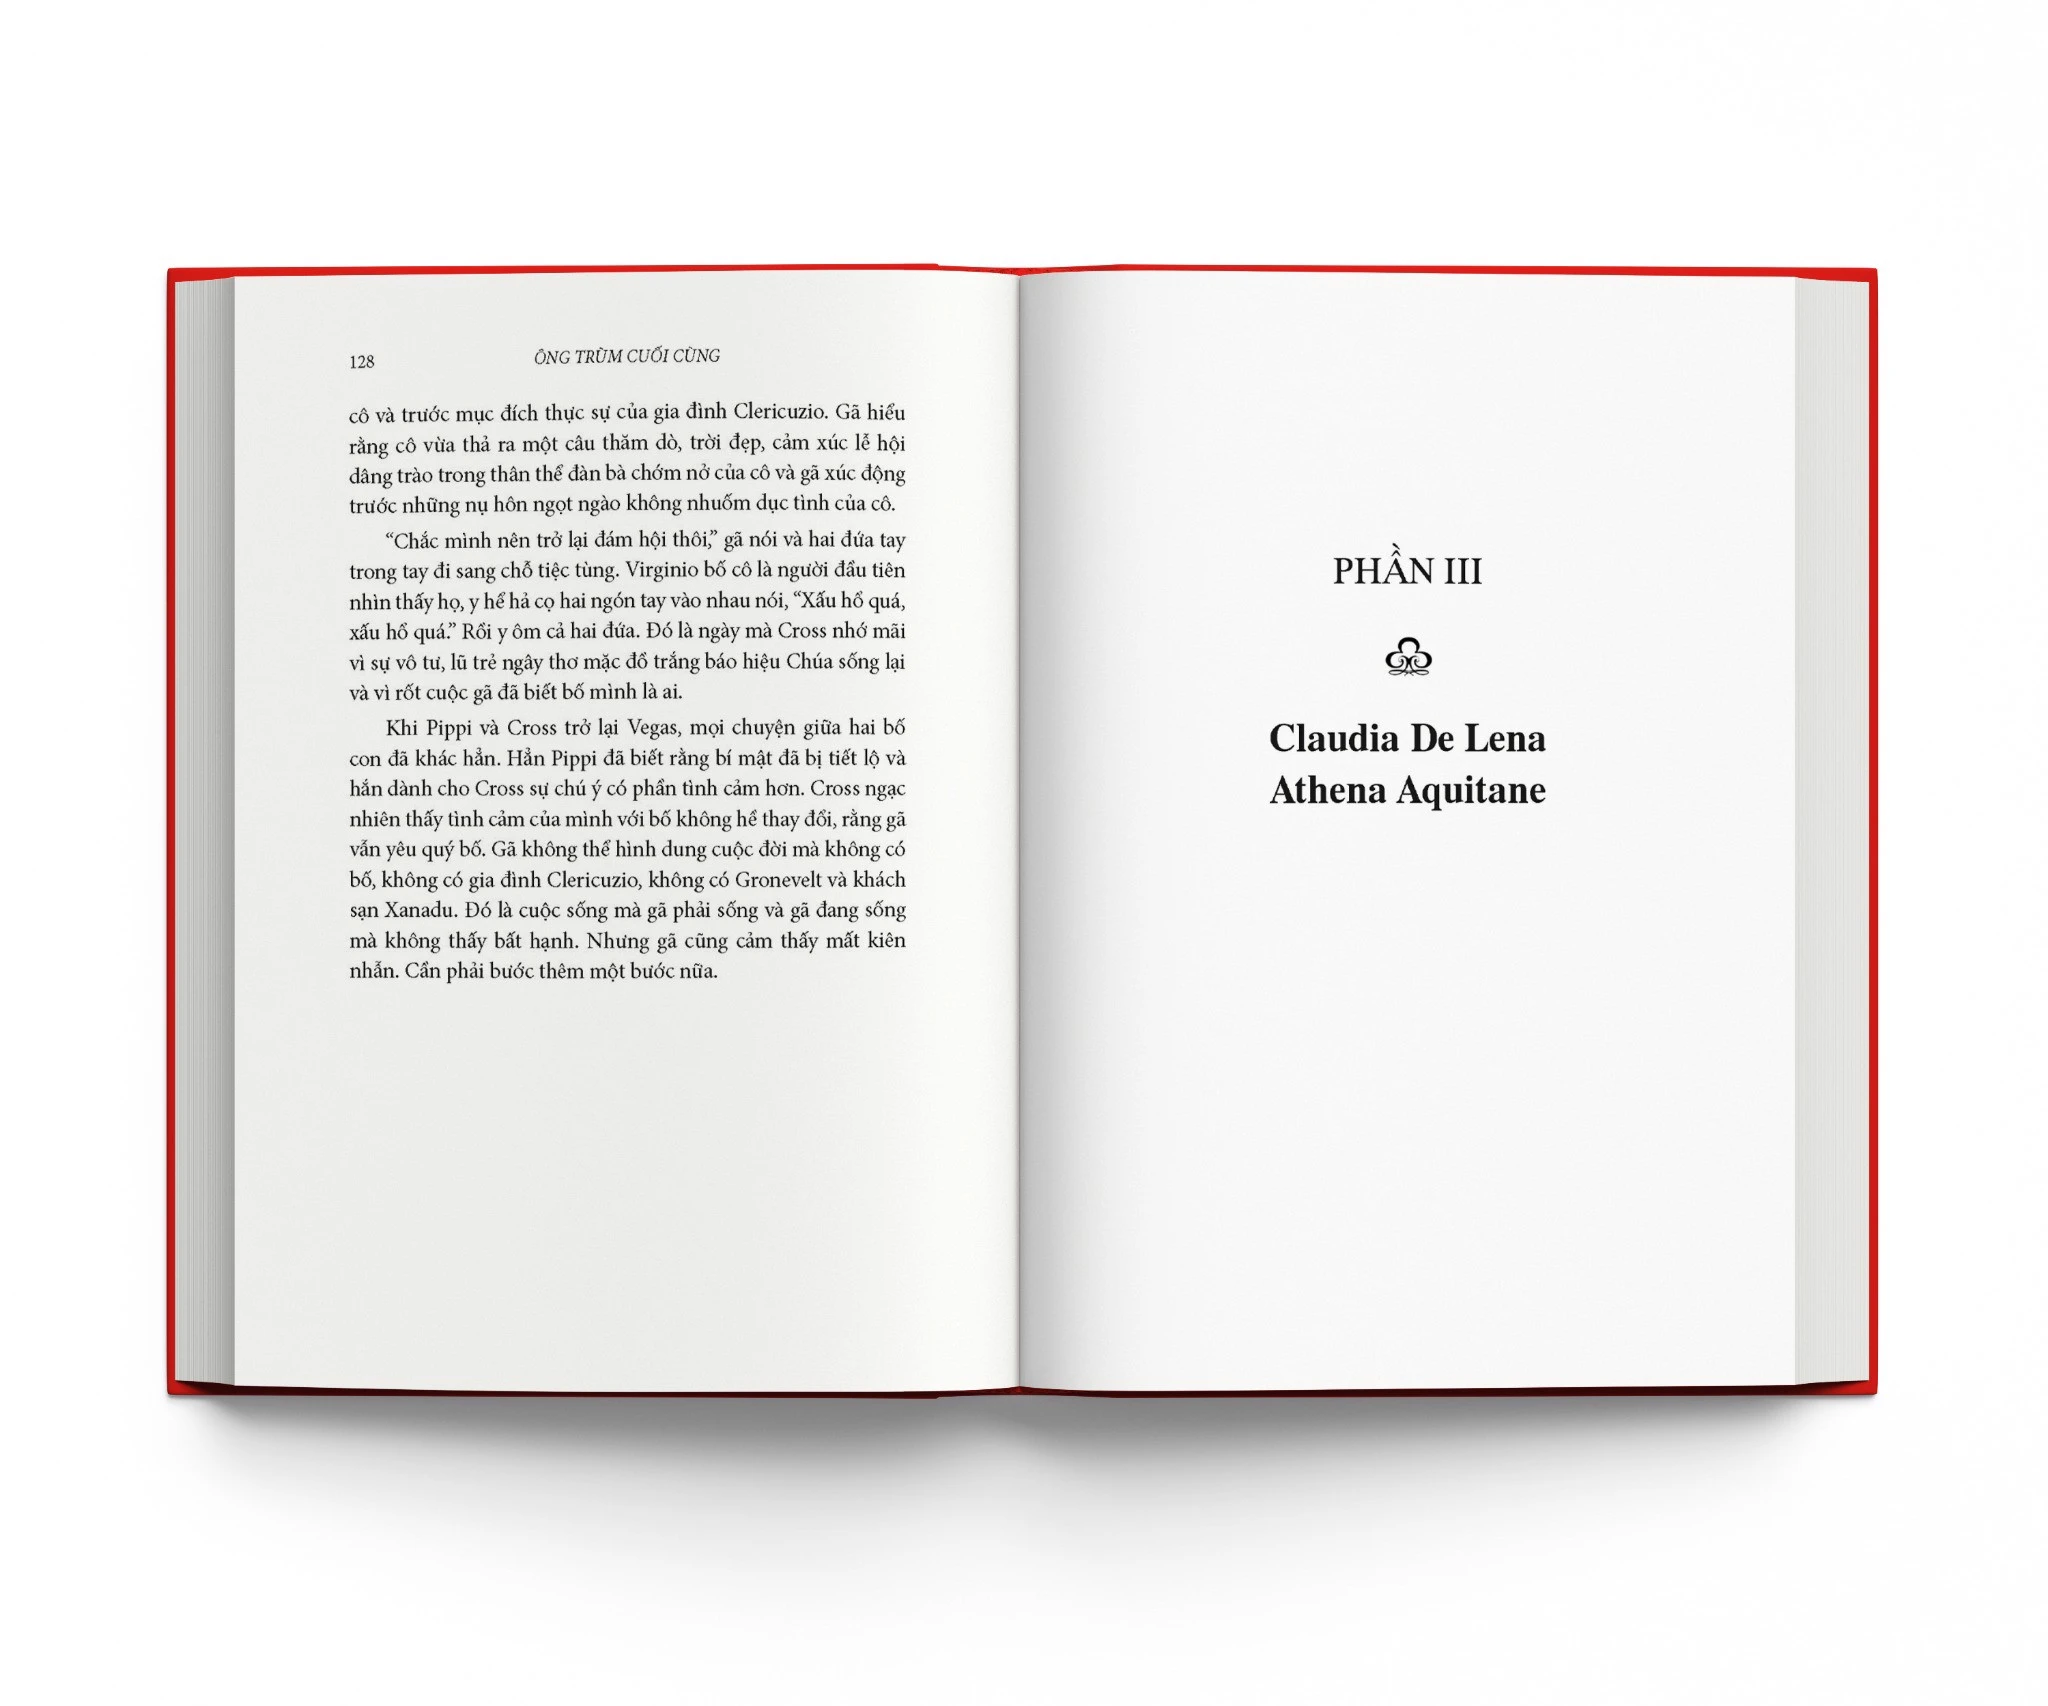 128
ÔNG TRÙM CUỐI CÙNG
cô và trước mục đích thực sự của gia đình Clericuzio. Gã hiểu
rằng cô vừa thả ra một câu thăm dò, trời đẹp, cảm xúc lễ hội
dâng trào trong thân thể đàn bà chớm nở của cô và gã xúc động
trước những nụ hôn ngọt ngào không nhuốm dục tình của cô.
“Chắc mình nên trở lại đám hội thôi,” gã nói và hai đứa tay
trong tay đi sang chỗ tiệc tùng. Virginio bố cô là người đầu tiên
nhìn thấy họ, y hể hả cọ hai ngón tay vào nhau nói, “Xấu hổ quá,
xấu hổ quá.” Rồi y ôm cả hai đứa. Đó là ngày mà Cross nhớ mãi
vì sự vô tư, lũ trẻ ngây thơ mặc đồ trắng báo hiệu Chúa sống lại
và vì rốt cuộc gã đã biết bố mình là ai.
Khi Pippi và Cross trở lại Vegas, mọi chuyện giữa hai bố
con đã khác hẳn. Hẳn Pippi đã biết rằng bí mật đã bị tiết lộ và
hắn dành cho Cross sự chú ý có phần tình cảm hơn. Cross ngạc
nhiên thấy tình cảm của mình với bố không hề thay đổi, rằng gã
vẫn yêu quý bố. Gã không thể hình dung cuộc đời mà không có
bố, không có gia đình Clericuzio, không có Gronevelt và khách
sạn Xanadu. Đó là cuộc sống mà gã phải sống và gã đang sống
mà không thấy bất hạnh. Nhưng gã cũng cảm thấy mất kiên
nhẫn. Cần phải bước thêm một bước nữa.
PHẦN III
Claudia De Lena
Athena Aquitane